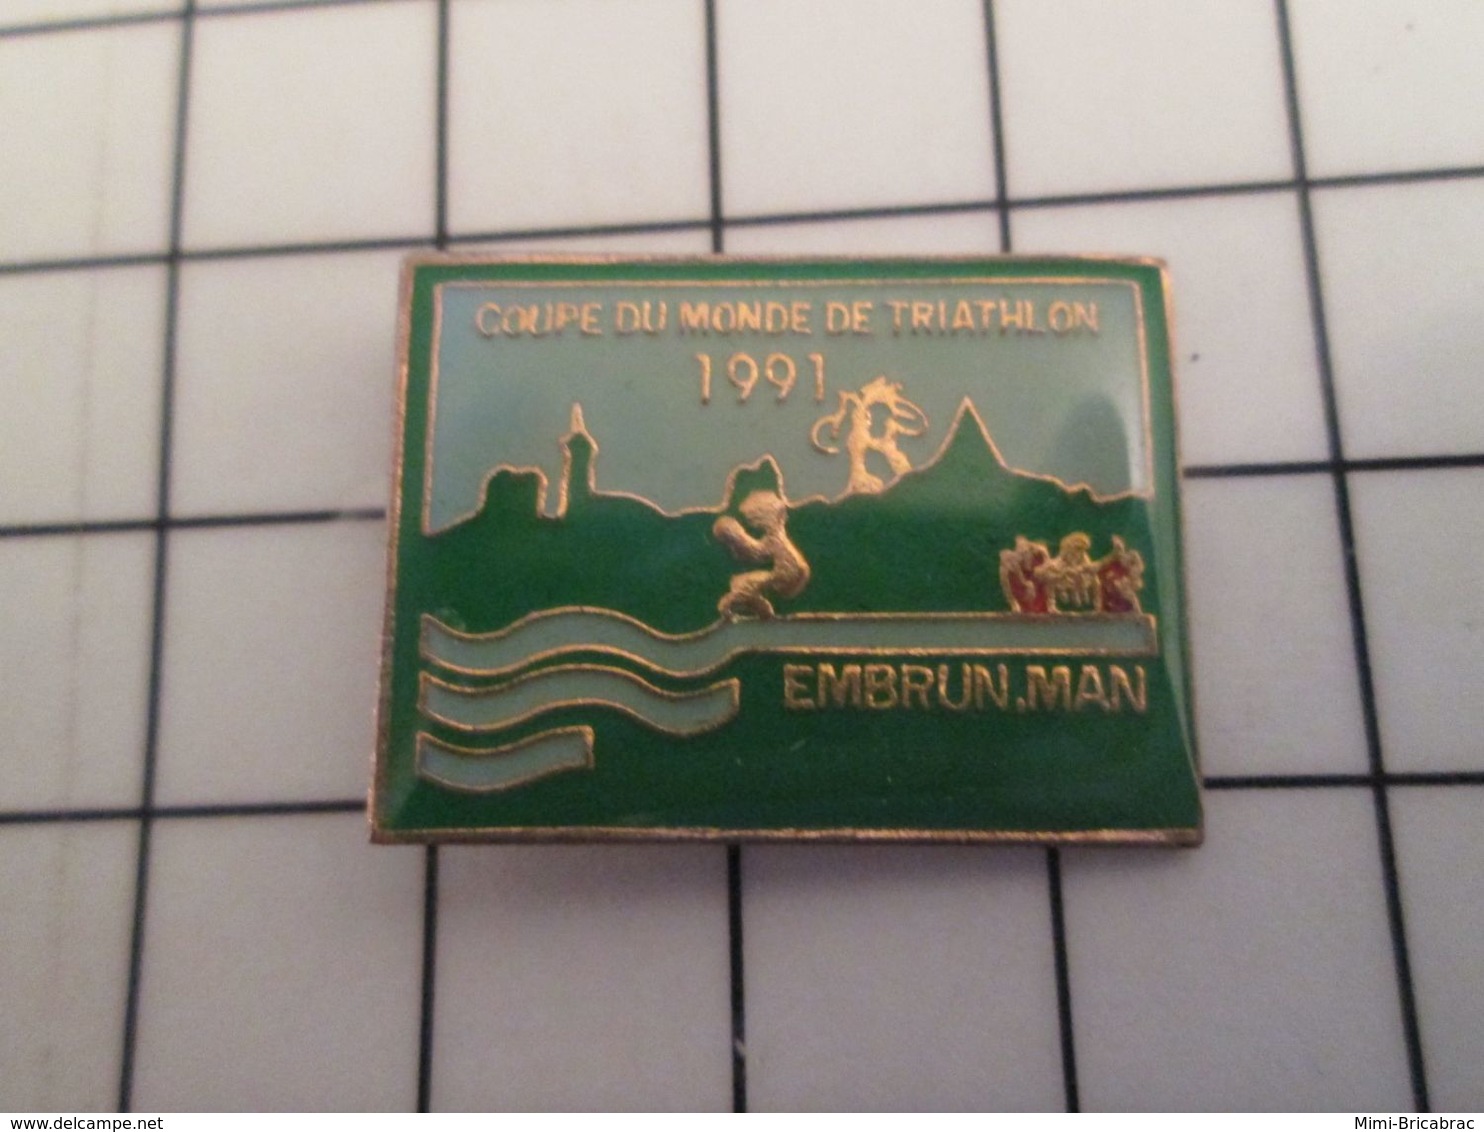 COUPE DU MONDE DE TRIATHLON
1991
EMBRUN.MAN
www.delcampe.net
Mimi-Bricabrac